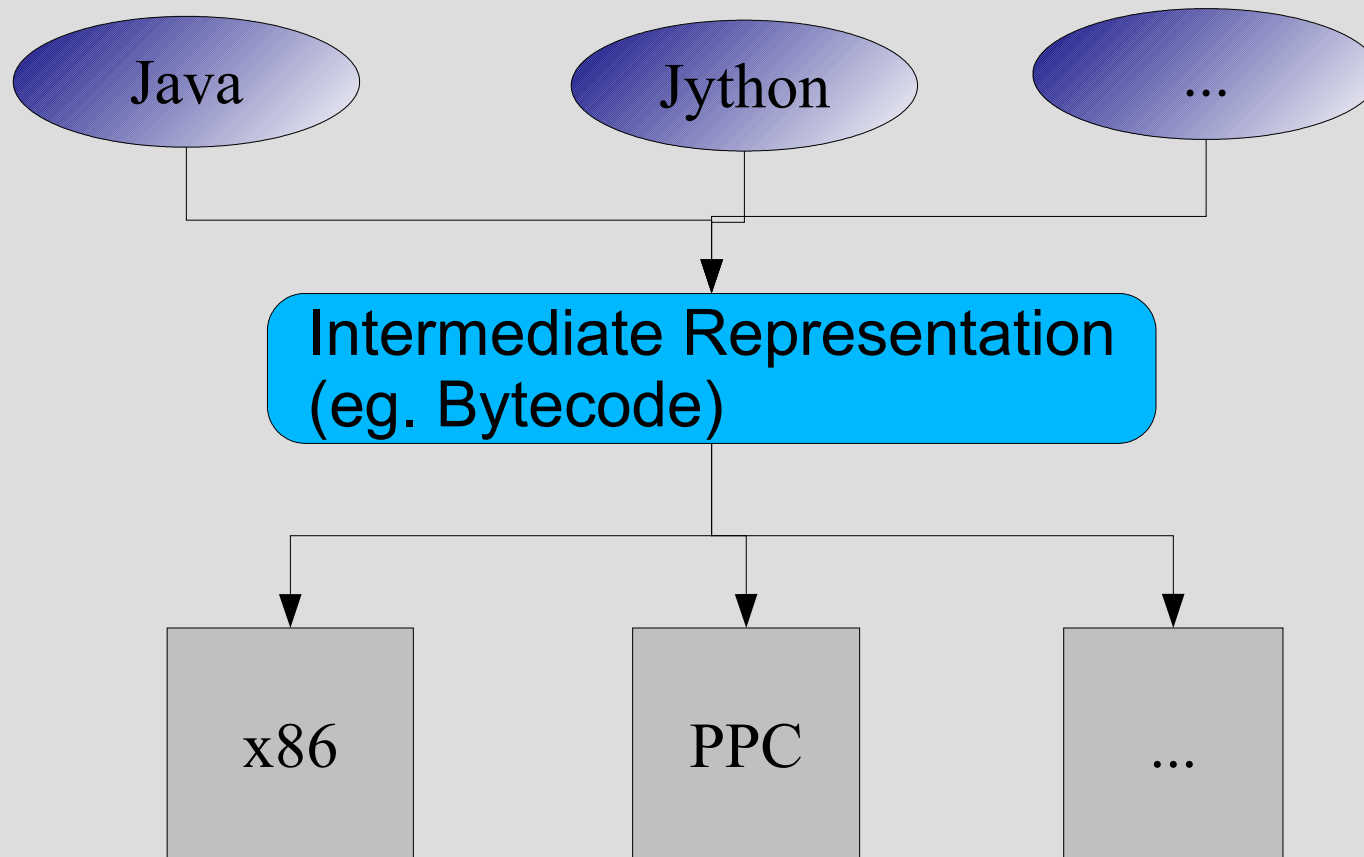 Java
Jython
...
Intermediate Representation
(eg. Bytecode)
x86
PPC
...